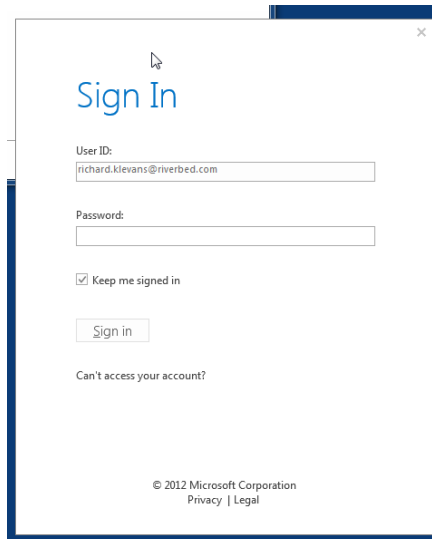 Sign In
User ID:
richard.klevans@riverbed.com
Password:
Keep me signed in
Sign in
Can't access your account?
© 2012 Microsoft Corporation
Privacy | Legal